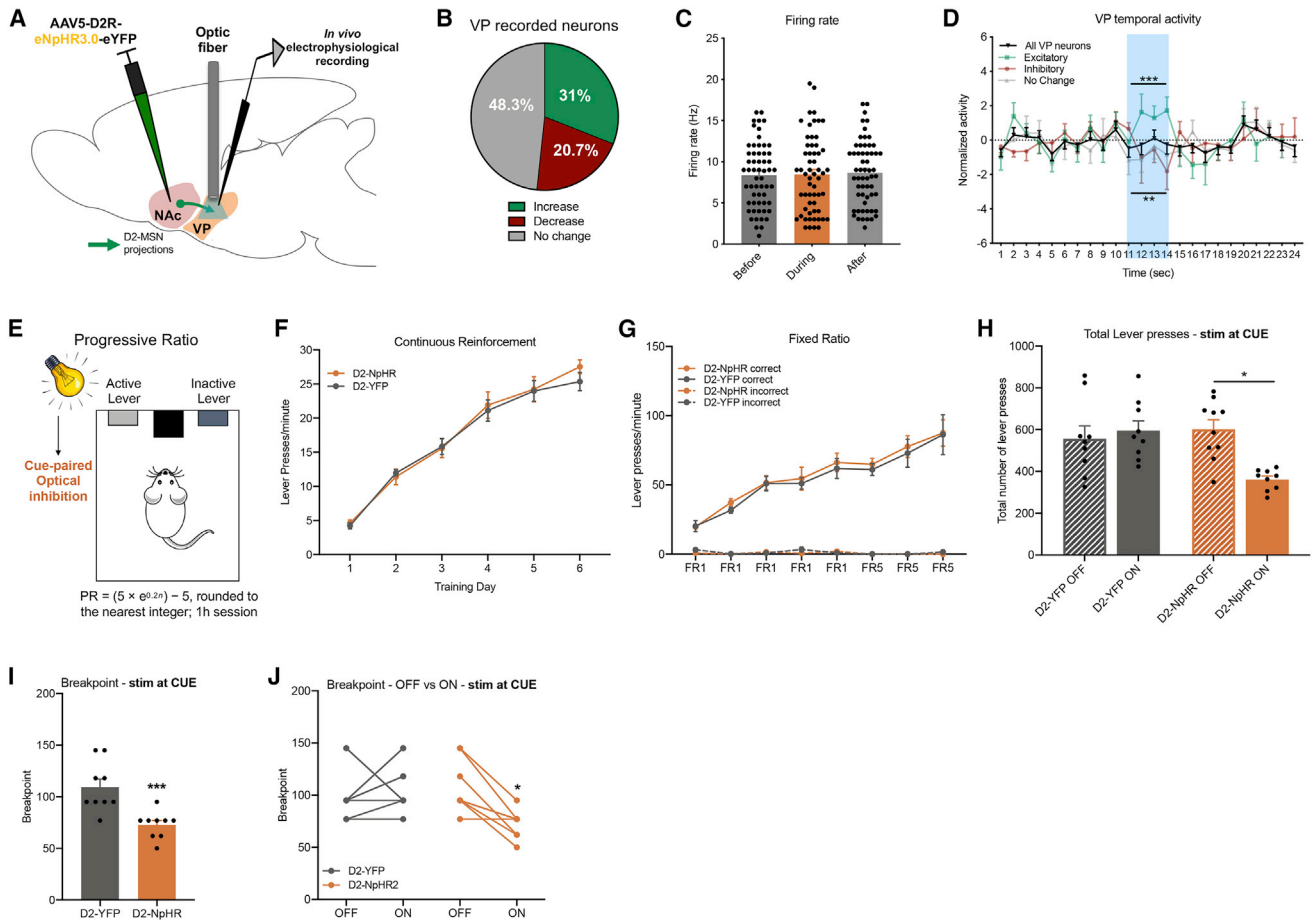 A
AAV5-D2R-
eNpHR3.0-eYFP
Optic
fiber
In vivo
electrophysiological
recording
NAc
VP
D2-MSN
projections
B
VP recorded neurons
48.3%
31%
20.7%
Increase
Decrease
No change
C
Firing rate
Firing rate (Hz)
25
20
15
10
5
0
Before
During
After
D
VP temporal activity
All VP neurons
Excitatory
Inhibitory
No Change
***
**
Normalized activity
6
4
2
0
-2
-4
-6
1 2 3 4 5 6 7 8 9 10 11 12 13 14 15 16 17 18 19 20 21 22 23 24
Time (sec)
E
Progressive Ratio
Active
Lever
Inactive
Lever
Cue-paired
Optical
inhibition
PR = (5 × e0.2n) − 5, rounded to
the nearest integer; 1h session
F
Continuous Reinforcement
D2-NpHR
D2-YFP
Lever Presses/minute
30
25
20
15
10
5
0
1 2 3 4 5 6
Training Day
G
Fixed Ratio
D2-NpHR correct
D2-YFP correct
D2-NpHR incorrect
D2-YFP incorrect
Lever presses/minute
150
100
50
0
FR1 FR1 FR1 FR1 FR1 FR5 FR5 FR5
H
Total Lever presses - stim at CUE
*
Total number of lever presses
1000
800
600
400
200
0
D2-YFP OFF
D2-YFP ON
D2-NpHR OFF
D2-NpHR ON
I
Breakpoint - stim at CUE
***
Breakpoint
200
150
100
50
0
D2-YFP D2-NpHR
J
Breakpoint - OFF vs ON - stim at CUE
*
Breakpoint
200
150
100
50
0
D2-YFP
D2-NpHR2
OFF ON OFF ON